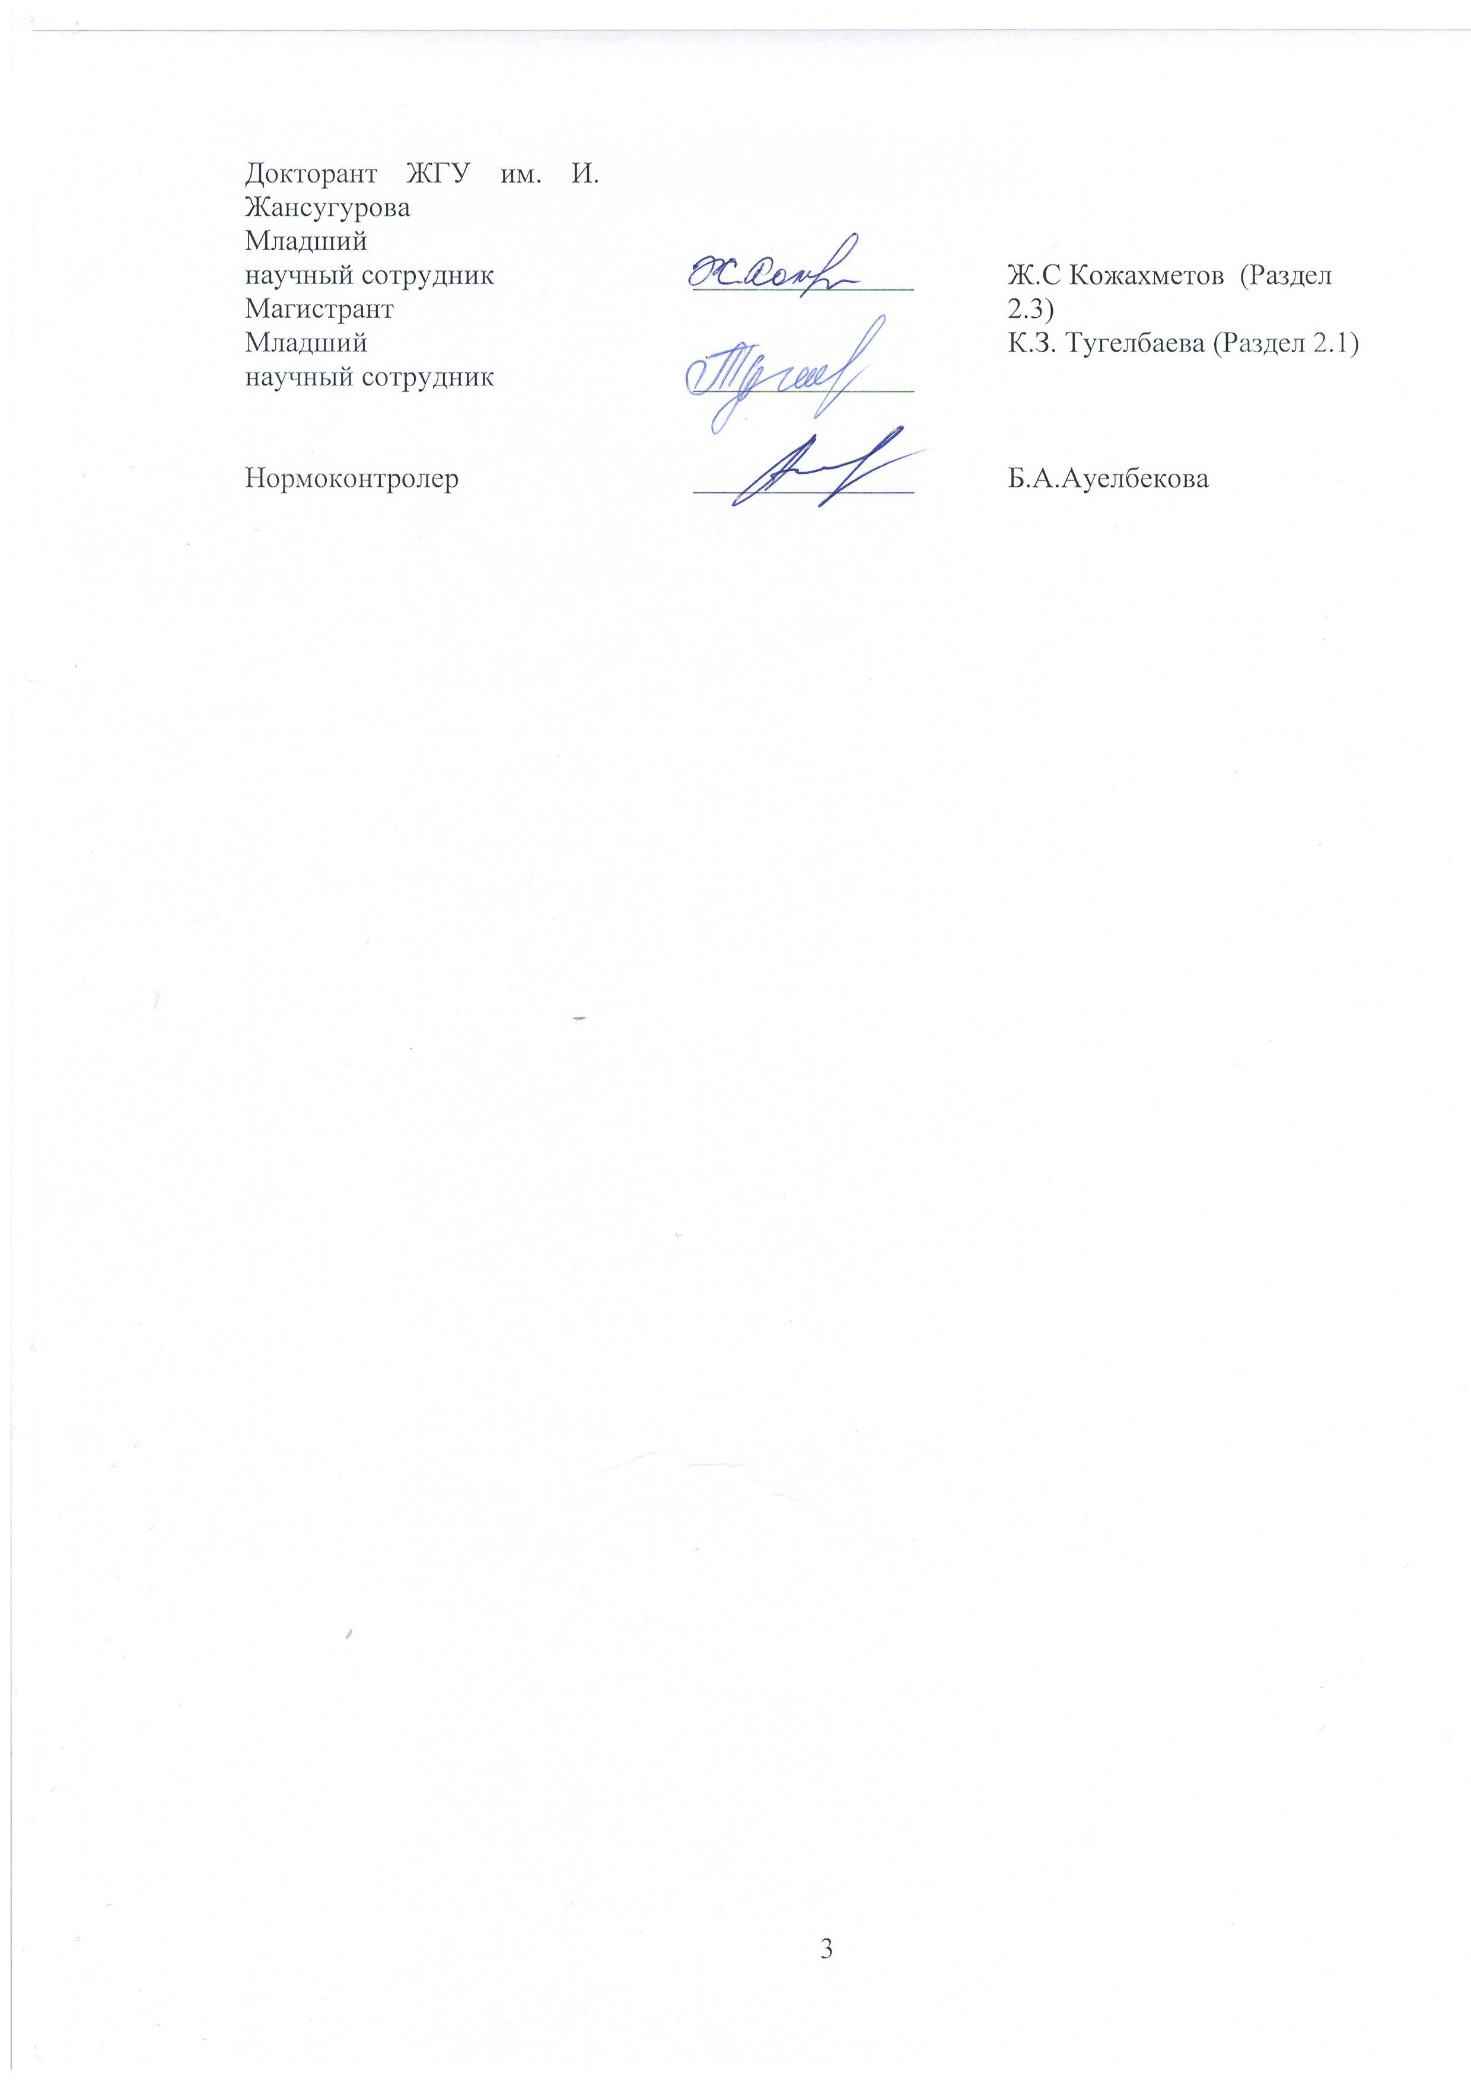 Докторант ЖГУ им. И.
Жансугурова
Младший
научный сотрудник
Ж.С Кожахметов (Раздел
2.3)
Магистрант
Младший
научный сотрудник
К.З. Тугелбаева (Раздел 2.1)
Нормоконтролер
Б.А.Ауелбекова
3